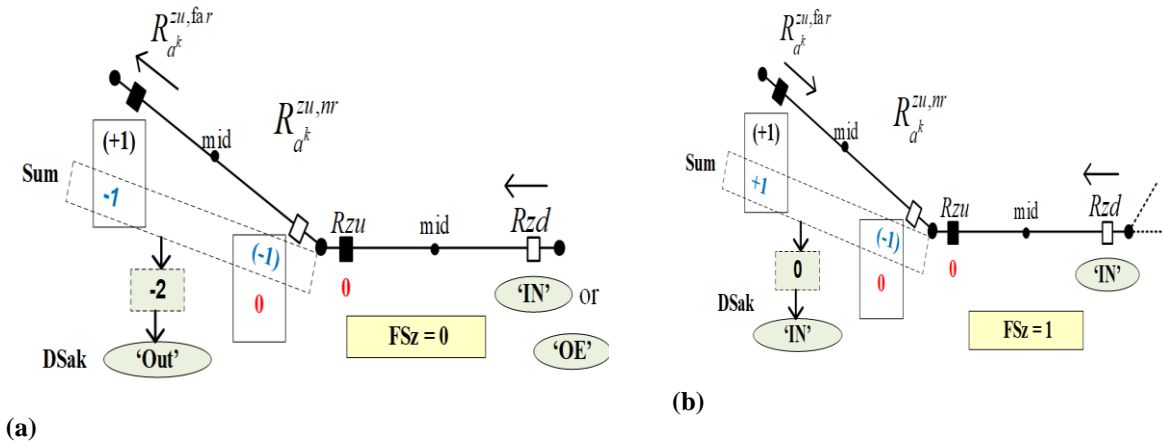 R_{a^k}^{zu,far}
R_{a^k}^{zu,nr}
mid
(+1)
Sum
-1
Rzu
mid
Rzd
(-1)
-2
0
0
'IN' or
FSz = 0
'OE'
DSak
'Out'
(a)
R_{a^k}^{zu,far}
R_{a^k}^{zu,nr}
mid
(+1)
Sum
+1
Rzu
mid
Rzd
(-1)
0
0
0
'IN'
DSak
'IN'
FSz = 1
(b)